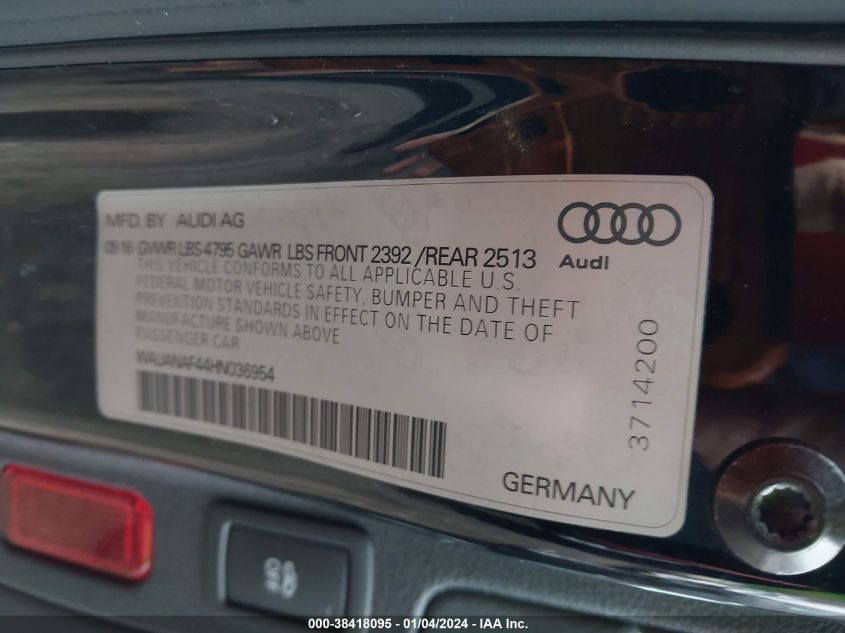 MFD. BY AUDI AG
08 16 GVWR LBS 4795 GAWR LBS FRONT 2392 / REAR 2513
THIS VEHICLE CONFORMS TO ALL APPLICABLE U.S.
FEDERAL MOTOR VEHICLE SAFETY, BUMPER AND THEFT
PREVENTION STANDARDS IN EFFECT ON THE DATE OF
MANUFACTURE SHOWN ABOVE
PASSENGER CAR
WAUANAF44HN036954
Audi
3714200
GERMANY
000-38418095 - 01/04/2024 - IAA Inc.